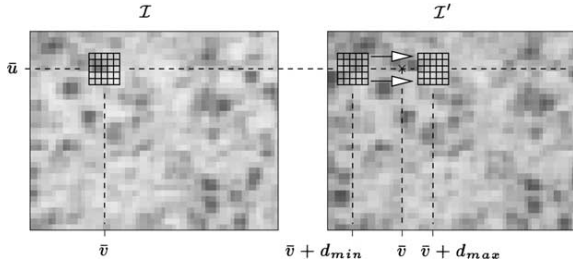 I I′
ū
v̄ v̄ + d_min v̄ v̄ + d_max